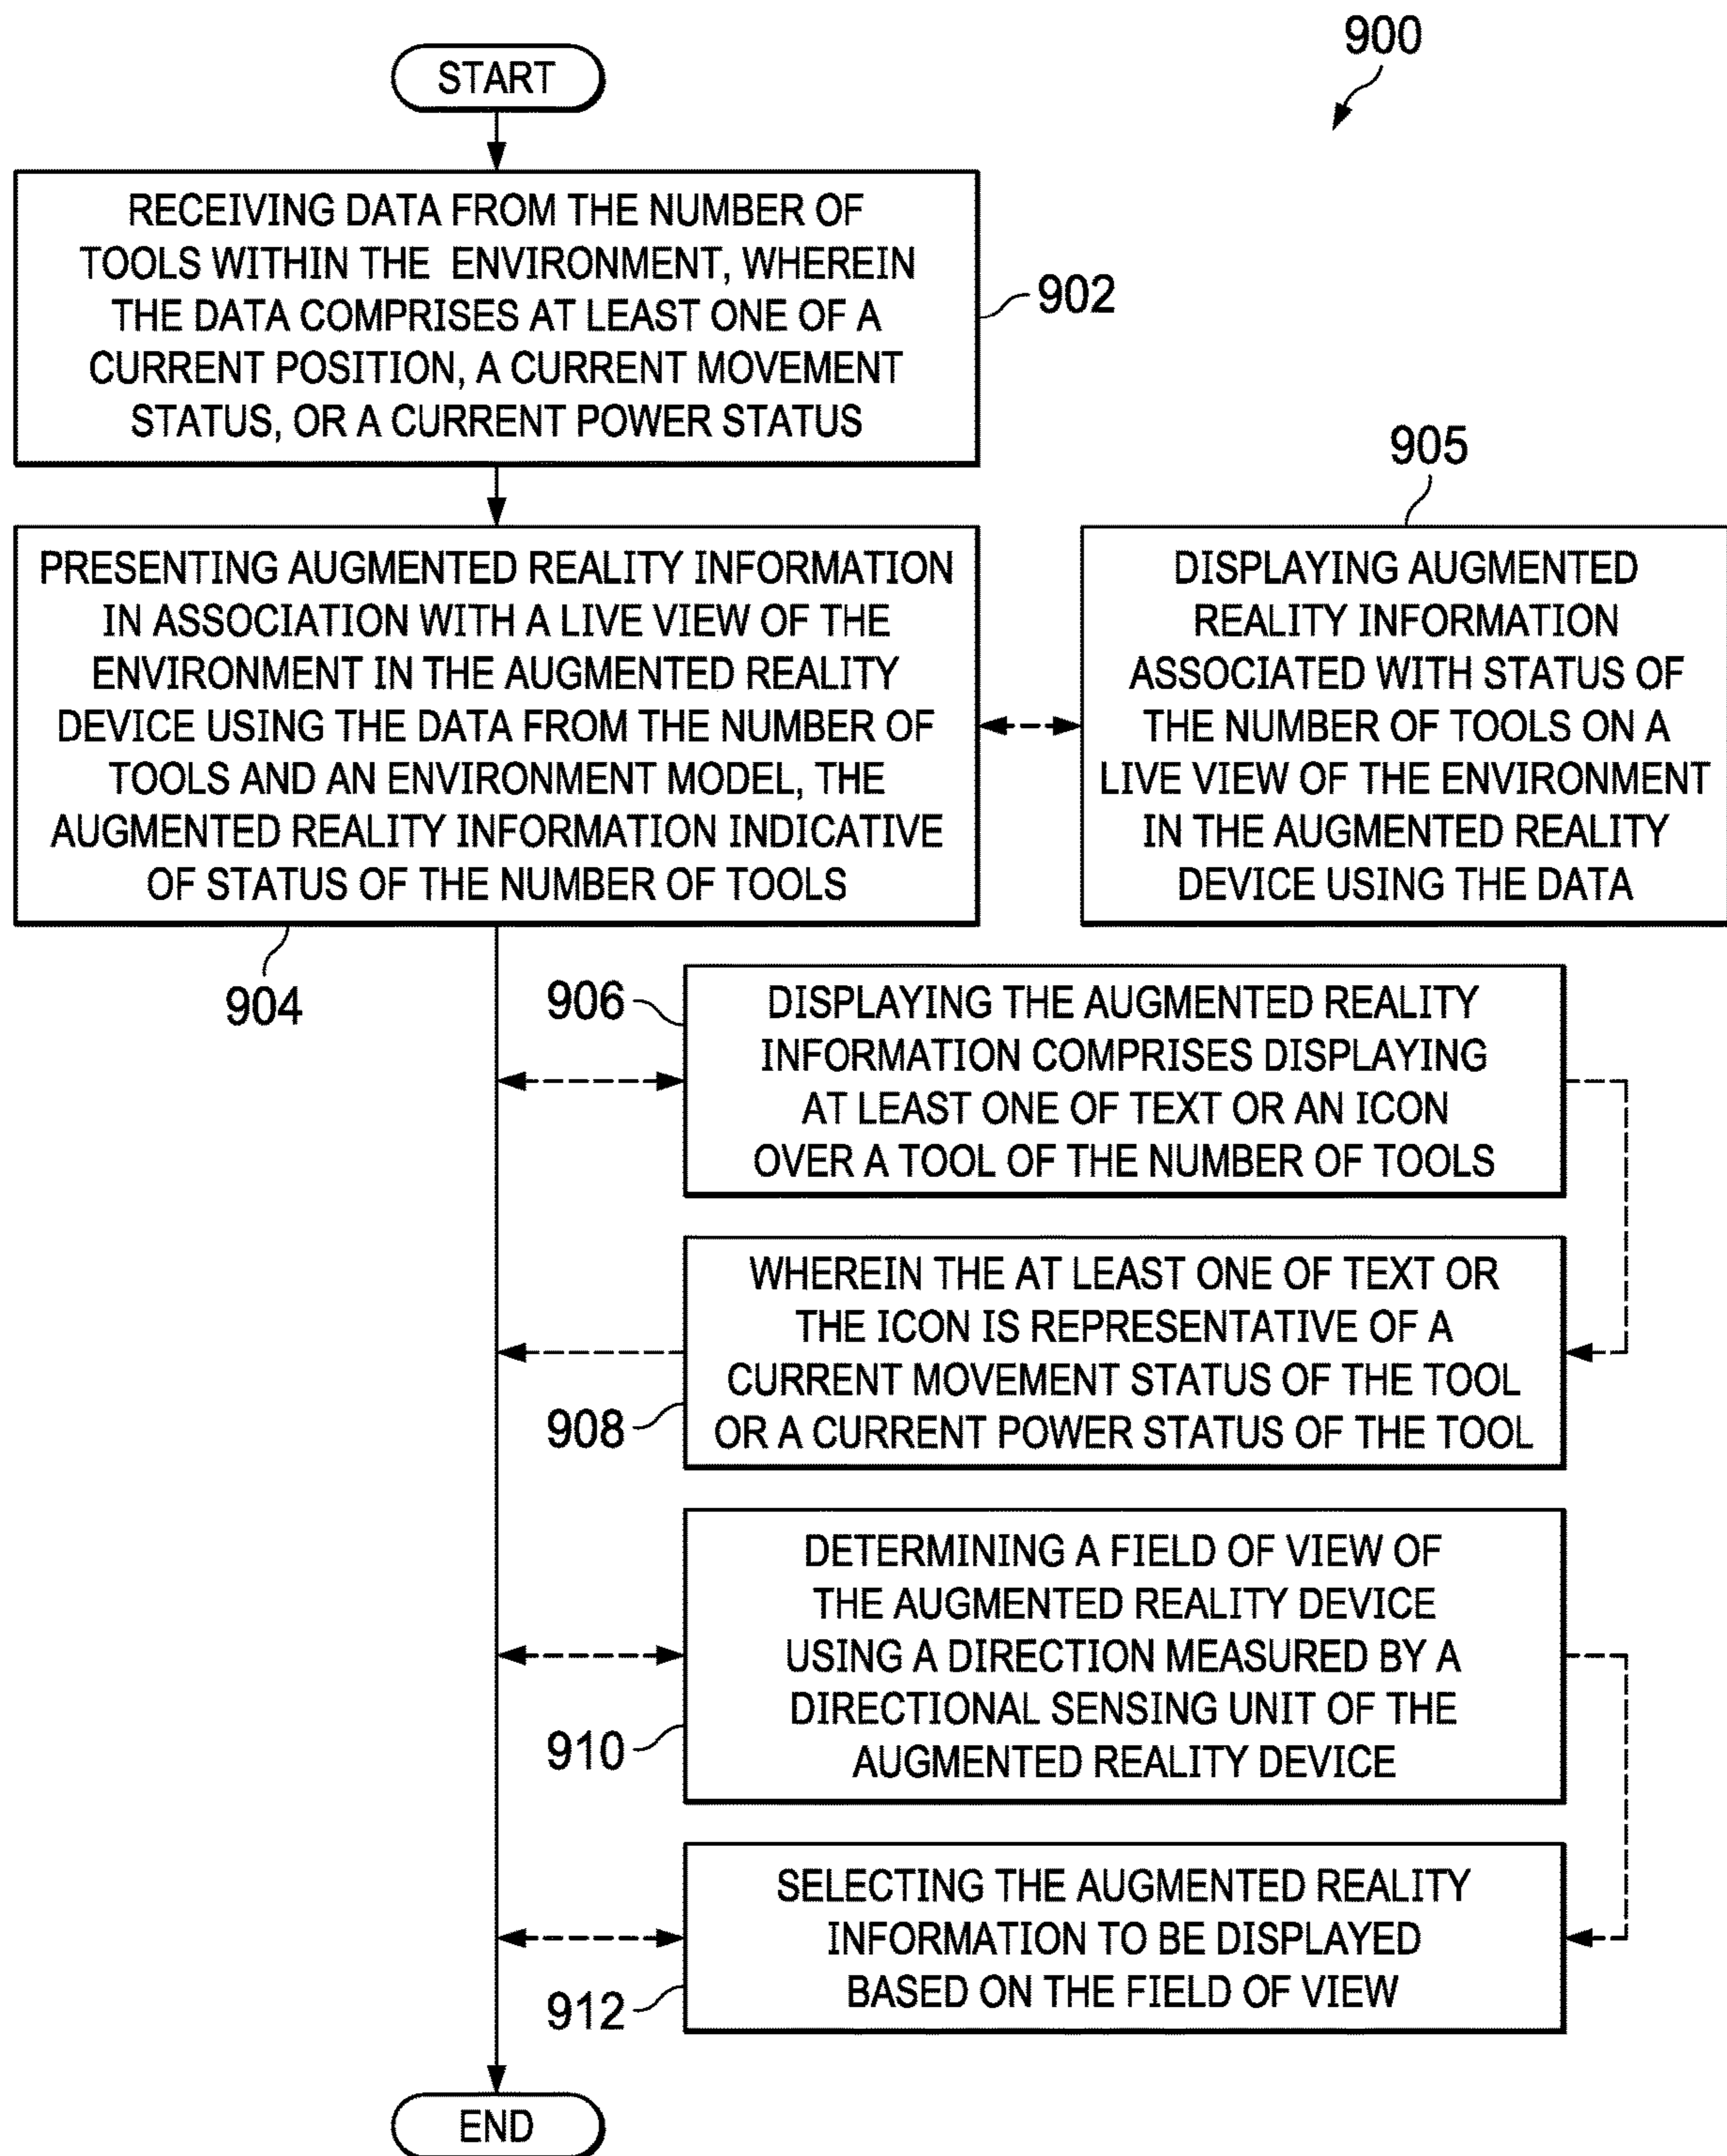 900
START
RECEIVING DATA FROM THE NUMBER OF
TOOLS WITHIN THE ENVIRONMENT, WHEREIN
THE DATA COMPRISES AT LEAST ONE OF A
CURRENT POSITION, A CURRENT MOVEMENT
STATUS, OR A CURRENT POWER STATUS
902
905
PRESENTING AUGMENTED REALITY INFORMATION
IN ASSOCIATION WITH A LIVE VIEW OF THE
ENVIRONMENT IN THE AUGMENTED REALITY
DEVICE USING THE DATA FROM THE NUMBER OF
TOOLS AND AN ENVIRONMENT MODEL, THE
AUGMENTED REALITY INFORMATION INDICATIVE
OF STATUS OF THE NUMBER OF TOOLS
904
DISPLAYING AUGMENTED
REALITY INFORMATION
ASSOCIATED WITH STATUS OF
THE NUMBER OF TOOLS ON A
LIVE VIEW OF THE ENVIRONMENT
IN THE AUGMENTED REALITY
DEVICE USING THE DATA
906
DISPLAYING THE AUGMENTED REALITY
INFORMATION COMPRISES DISPLAYING
AT LEAST ONE OF TEXT OR AN ICON
OVER A TOOL OF THE NUMBER OF TOOLS
WHEREIN THE AT LEAST ONE OF TEXT OR
THE ICON IS REPRESENTATIVE OF A
CURRENT MOVEMENT STATUS OF THE TOOL
OR A CURRENT POWER STATUS OF THE TOOL
908
DETERMINING A FIELD OF VIEW OF
THE AUGMENTED REALITY DEVICE
USING A DIRECTION MEASURED BY A
DIRECTIONAL SENSING UNIT OF THE
AUGMENTED REALITY DEVICE
910
SELECTING THE AUGMENTED REALITY
INFORMATION TO BE DISPLAYED
BASED ON THE FIELD OF VIEW
912
END